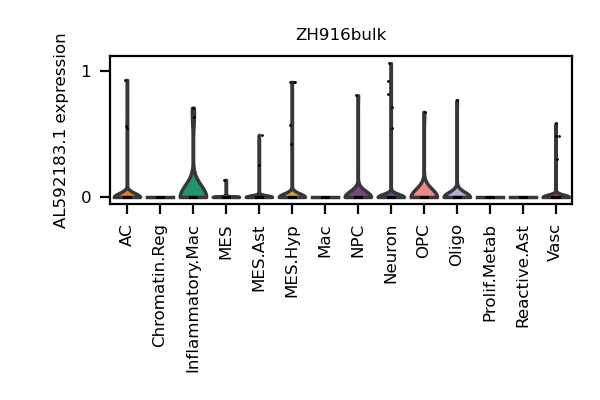 ZH916bulk
AL592183.1 expression
1
0
AC
Chromatin.Reg
Inflammatory.Mac
MES
MES.Ast
MES.Hyp
Mac
NPC
Neuron
OPC
Oligo
Prolif.Metab
Reactive.Ast
Vasc